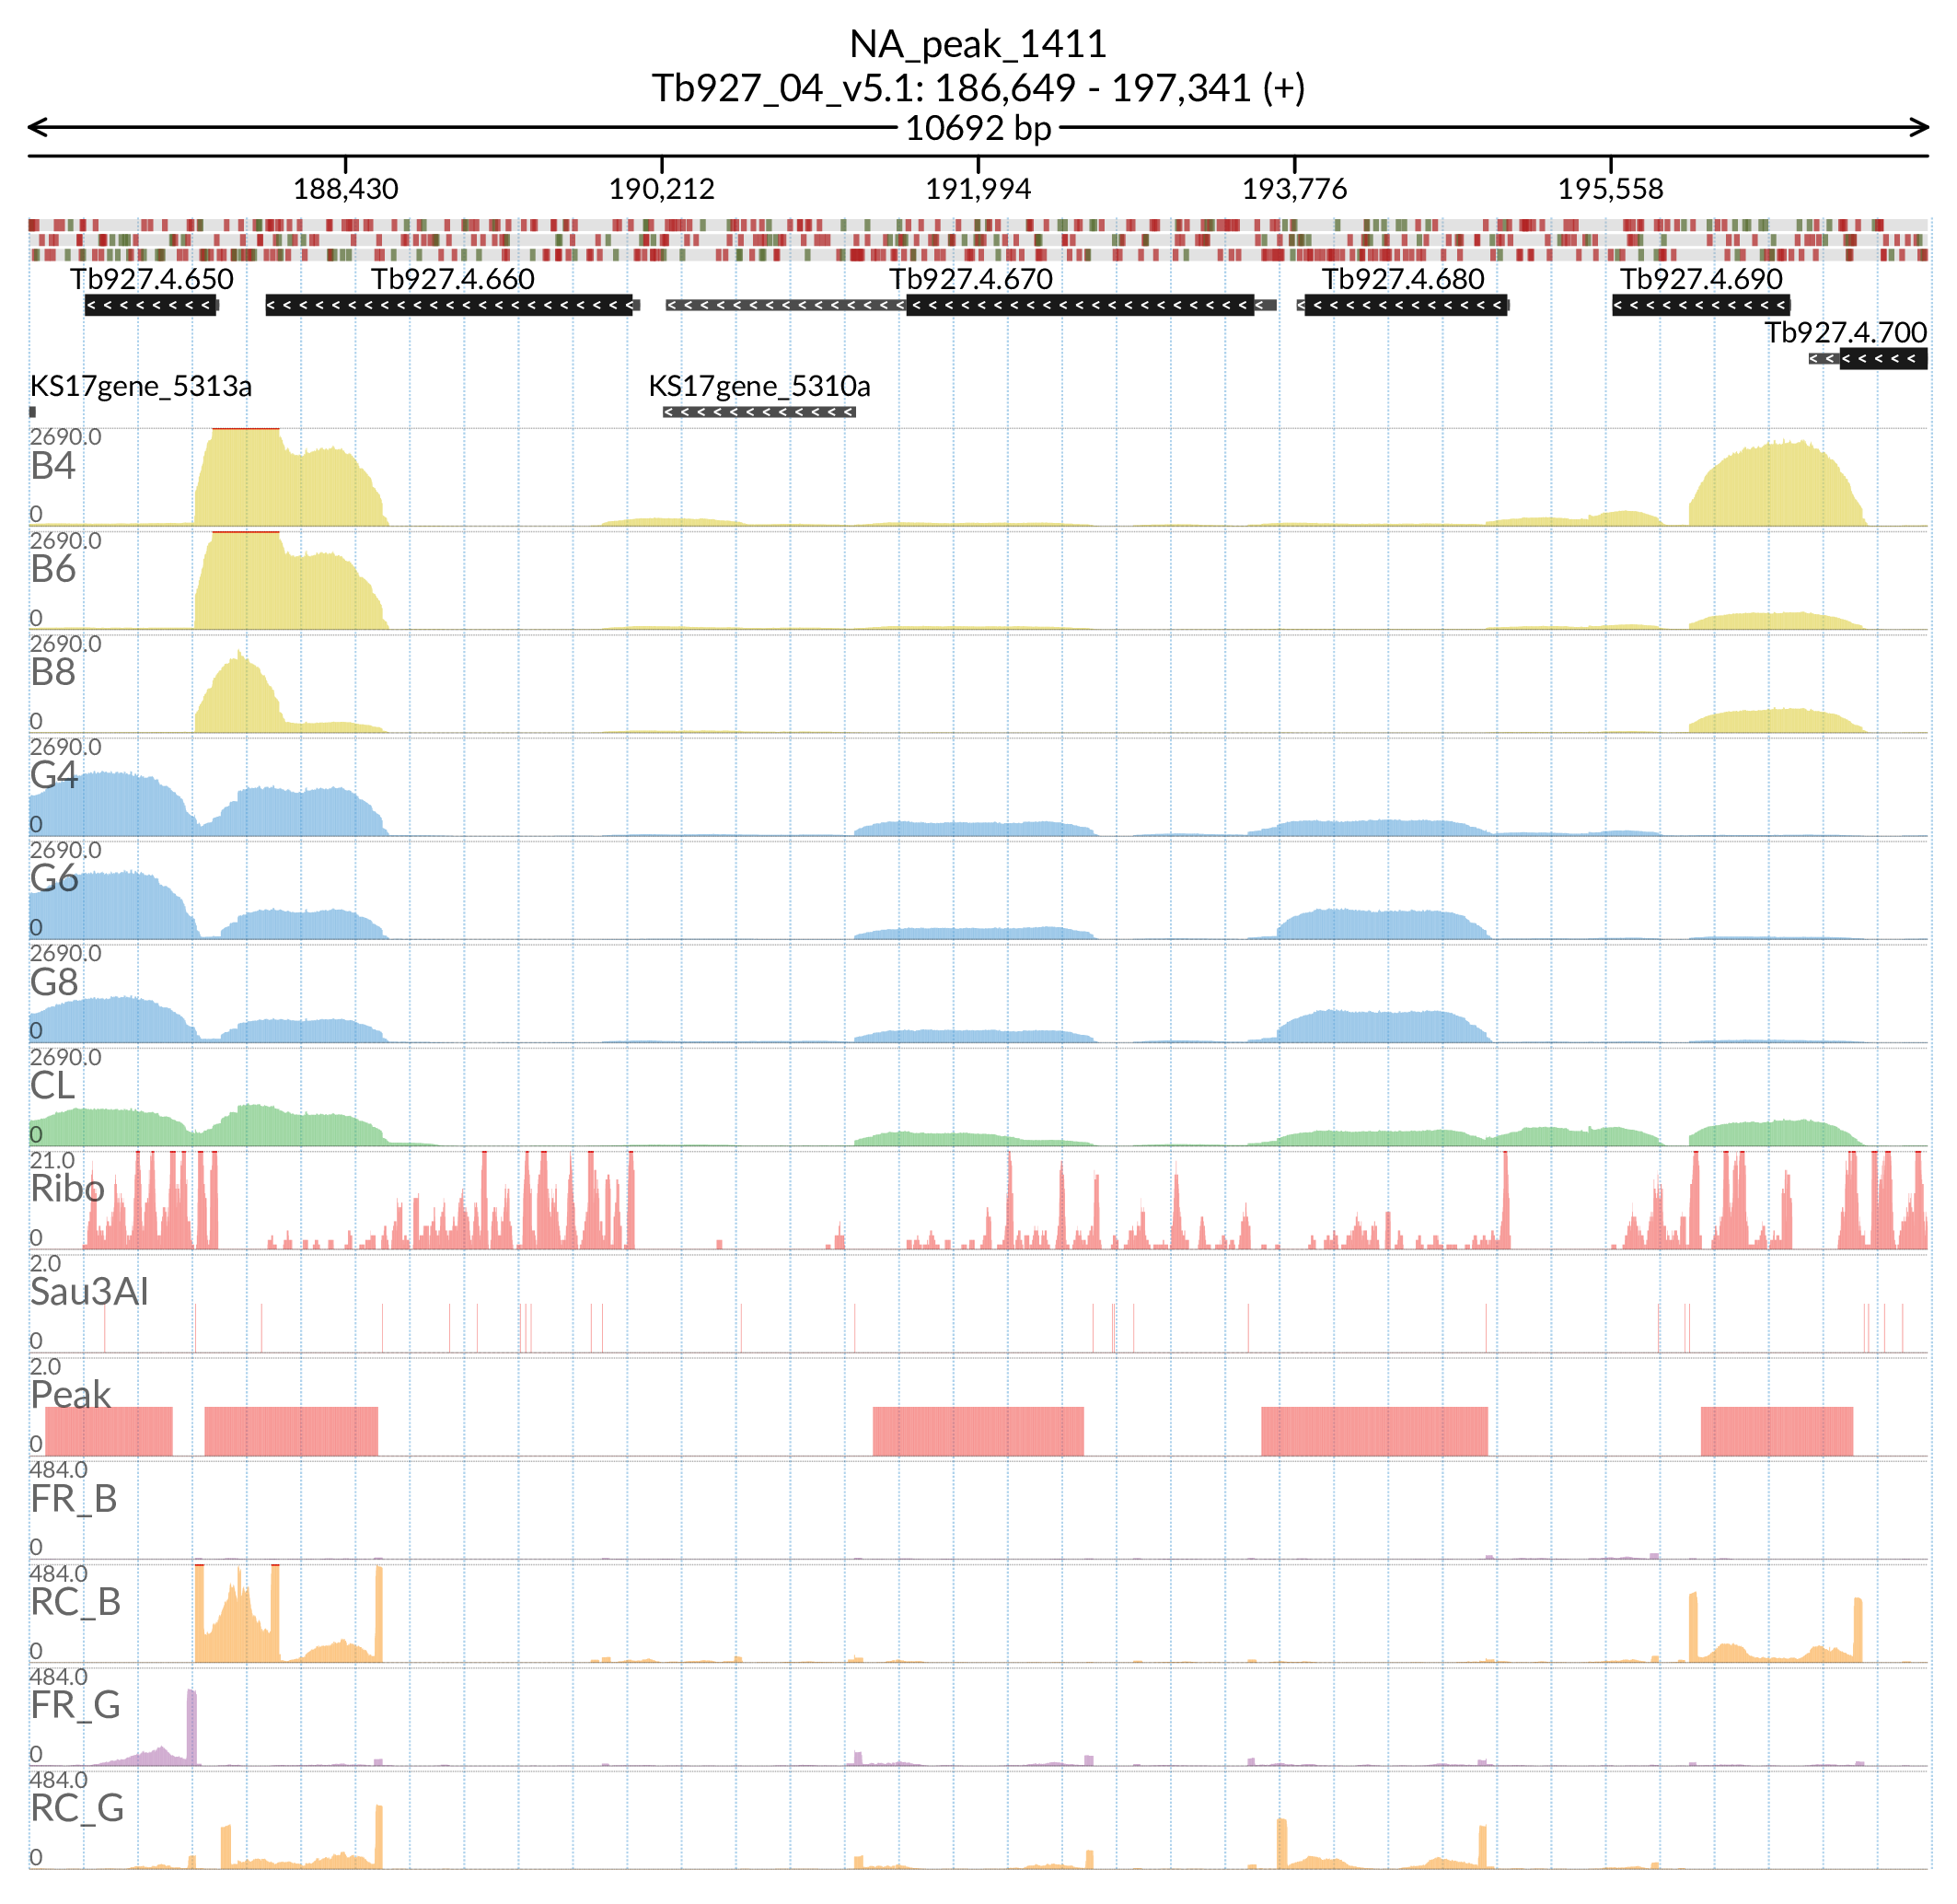 NA_peak_1411
Tb927_04_v5.1: 186,649 - 197,341 (+)
10692 bp
188,430 190,212 191,994 193,776 195,558
Tb927.4.650 Tb927.4.660 Tb927.4.670 Tb927.4.680 Tb927.4.690
Tb927.4.700
KS17gene_5313a KS17gene_5310a
2690.0
B4
0
2690.0
B6
0
2690.0
B8
0
2690.0
G4
0
2690.0
G6
0
2690.0
G8
0
2690.0
CL
0
21.0
Ribo
0
2.0
Sau3AI
0
2.0
Peak
0
484.0
FR_B
0
484.0
RC_B
0
484.0
FR_G
0
484.0
RC_G
0